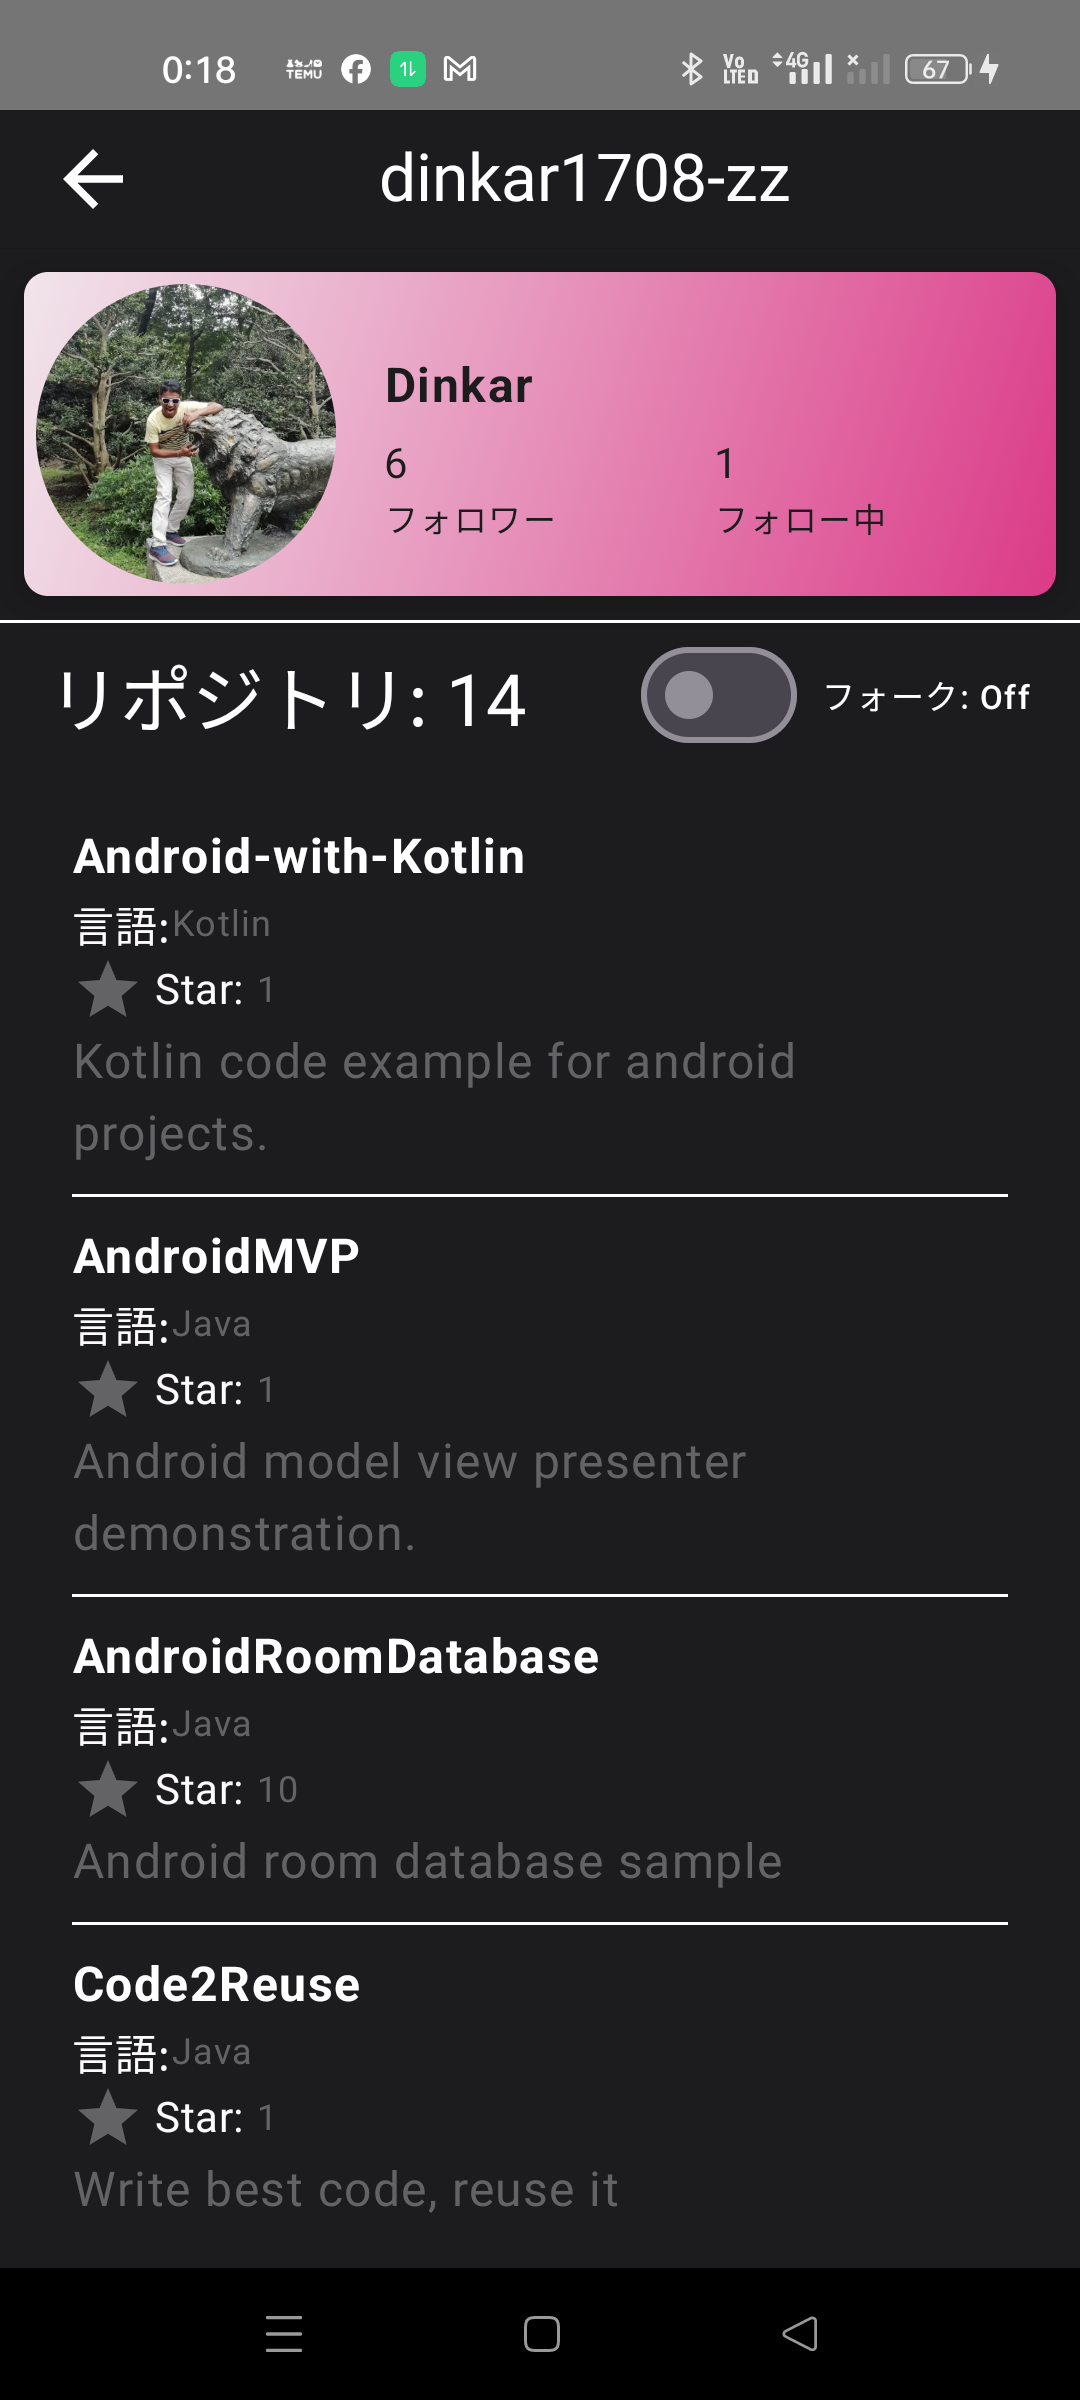 0:18
TEMU
Vo LTE D
4G
67
dinkar1708-zz
Dinkar
6
1
フォロワー
フォロー中
リポジトリ: 14
フォーク: Off
Android-with-Kotlin
言語:Kotlin
Star: 1
Kotlin code example for android
projects.
AndroidMVP
言語:Java
Star: 1
Android model view presenter
demonstration.
AndroidRoomDatabase
言語:Java
Star: 10
Android room database sample
Code2Reuse
言語:Java
Star: 1
Write best code, reuse it